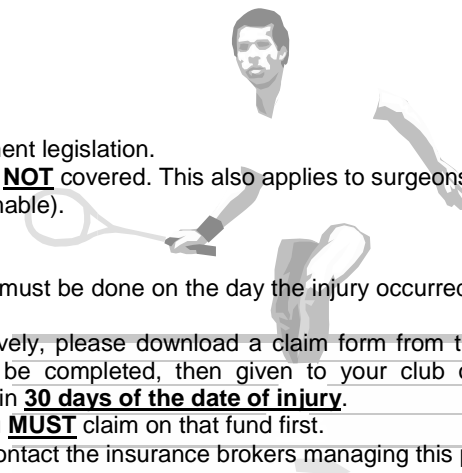 ent legislation.
NOT covered. This also applies to surgeons
able).
must be done on the day the injury occurred
vely, please download a claim form from t
be completed, then given to your club
in 30 days of the date of injury.
MUST claim on that fund first.
ontact the insurance brokers managing this